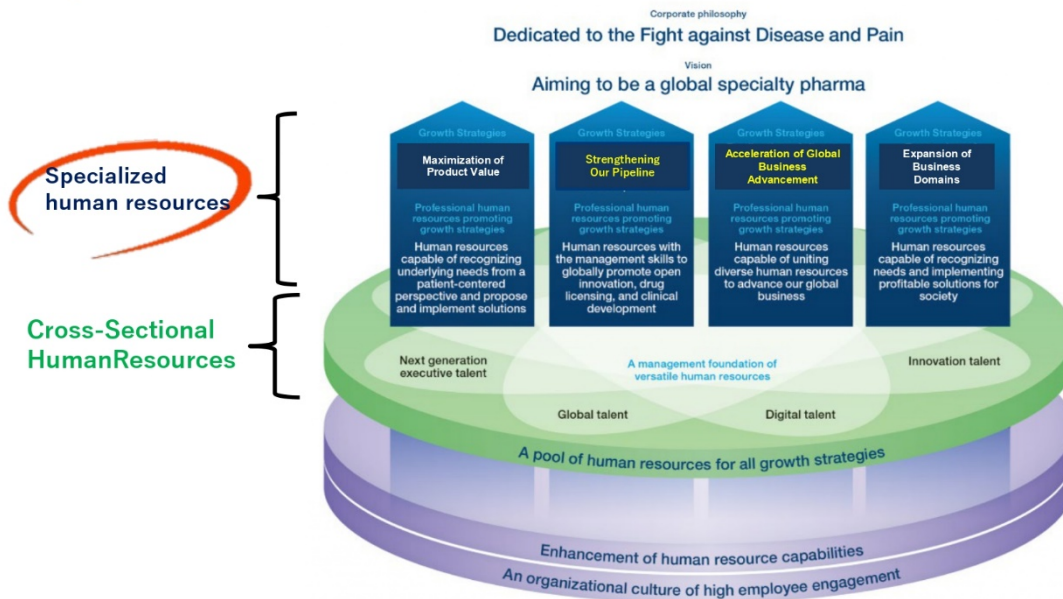 Corporate philosophy
Dedicated to the Fight against Disease and Pain
Vision
Aiming to be a global specialty pharma
Specialized
human resources
Cross-Sectional
HumanResources
Growth Strategies
Maximization of
Product Value
Professional human
resources promoting
growth strategies
Human resources
capable of recognizing
underlying needs from a
patient-centered
perspective and propose
and implement solutions
Growth Strategies
Strengthening
Our Pipeline
Professional human
resources promoting
growth strategies
Human resources with
the management skills to
globally promote open
innovation, drug
licensing, and clinical
development
Growth Strategies
Acceleration of Global
Business
Advancement
Professional human
resources promoting
growth strategies
Human resources
capable of uniting
diverse human resources
to advance our global
business
Growth Strategies
Expansion of
Business
Domains
Professional human
resources promoting
growth strategies
Human resources
capable of recognizing
needs and implementing
profitable solutions for
society
Next generation
executive talent
A management foundation of
versatile human resources
Innovation talent
Global talent
Digital talent
A pool of human resources for all growth strategies
Enhancement of human resource capabilities
An organizational culture of high employee engagement